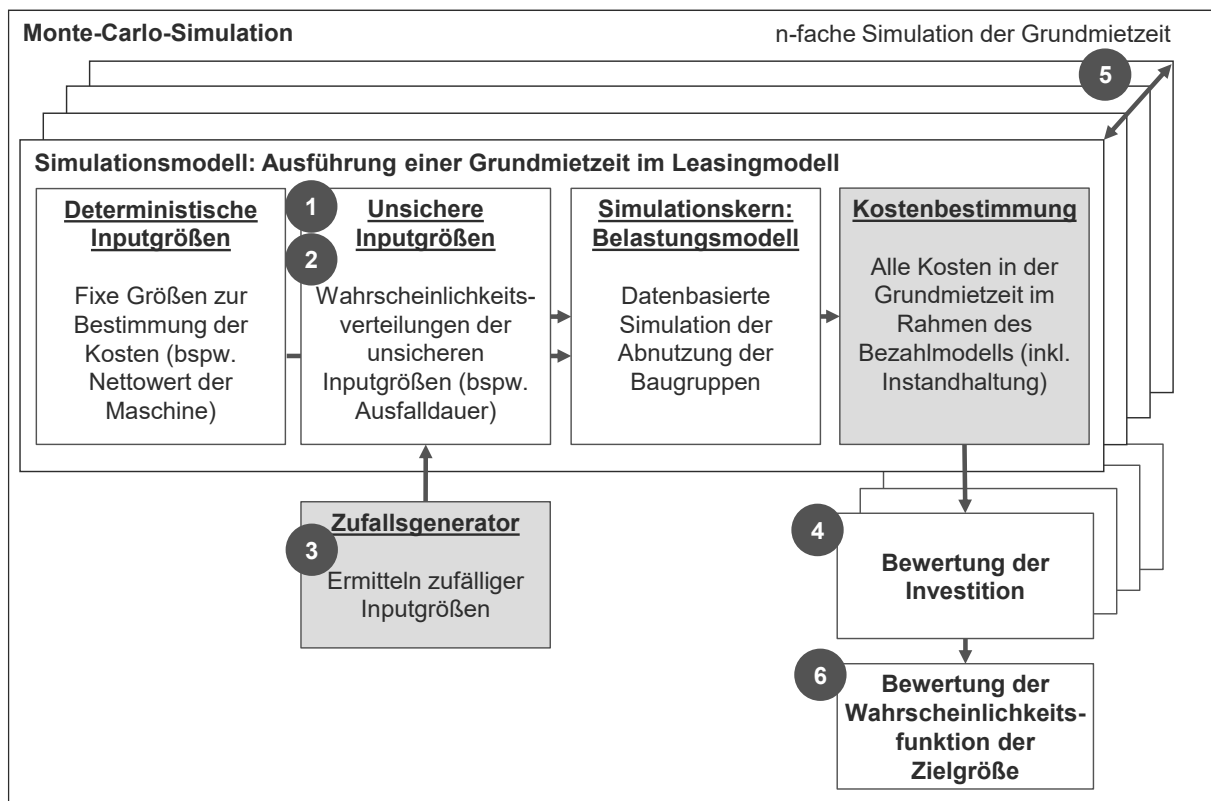 Monte-Carlo-Simulation
n-fache Simulation der Grundmietzeit
5
Simulationsmodell: Ausführung einer Grundmietzeit im Leasingmodell
Deterministische
Inputgrößen
Fixe Größen zur
Bestimmung der
Kosten (bspw.
Nettowert der
Maschine)
1
2
Unsichere
Inputgrößen
Wahrscheinlichkeits-
verteilungen der
unsicheren
Inputgrößen (bspw.
Ausfalldauer)
Simulationskern:
Belastungsmodell
Datenbasierte
Simulation der
Abnutzung der
Baugruppen
Kostenbestimmung
Alle Kosten in der
Grundmietzeit im
Rahmen des
Bezahlmodells (inkl.
Instandhaltung)
Zufallsgenerator
3
Ermitteln zufälliger
Inputgrößen
4
Bewertung der
Investition
6
Bewertung der
Wahrscheinlichkeits-
funktion der
Zielgröße